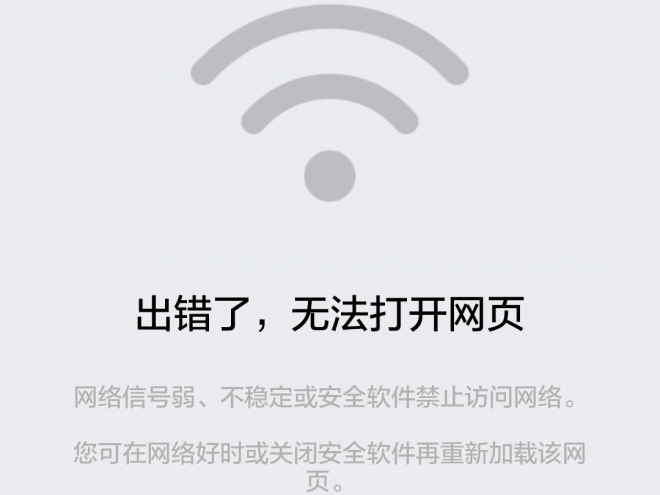 出错了，无法打开网页
网络信号弱、不稳定或安全软件禁止访问网络。
您可在网络好时或关闭安全软件再重新加载该网
页。